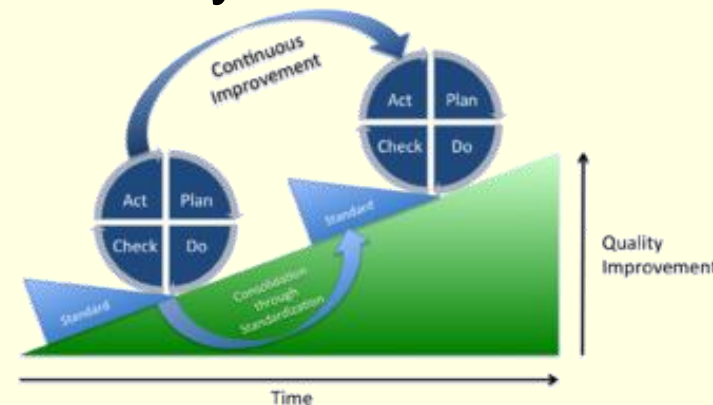 Continuous
Improvement
Act
Plan
Check
Do
Act
Plan
Check
Do
Standard
Standard
Consolidation
through
Standardization
Quality
Improvement
Time